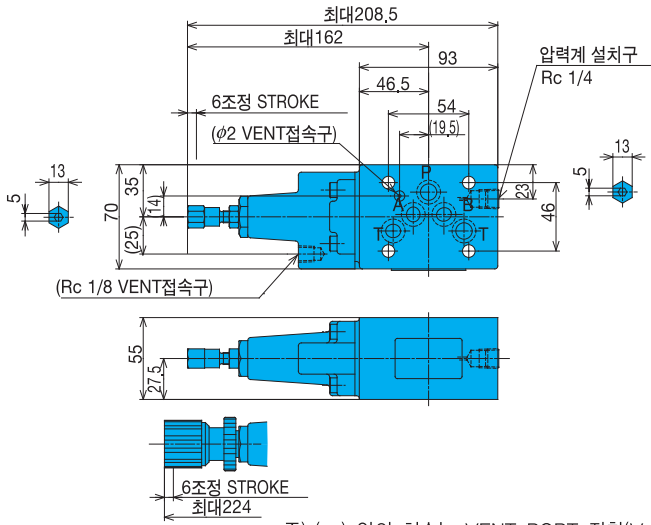 최대208.5
최대162
93
압력계 설치구
Rc 1/4
46.5
6조정 STROKE
54
(φ2 VENT접속구)
(19.5)
13
5
70
35
14
(25)
P
A
B
T
T
23
46
13
5
(Rc 1/8 VENT접속구)
55
27.5
6조정 STROKE
최대224